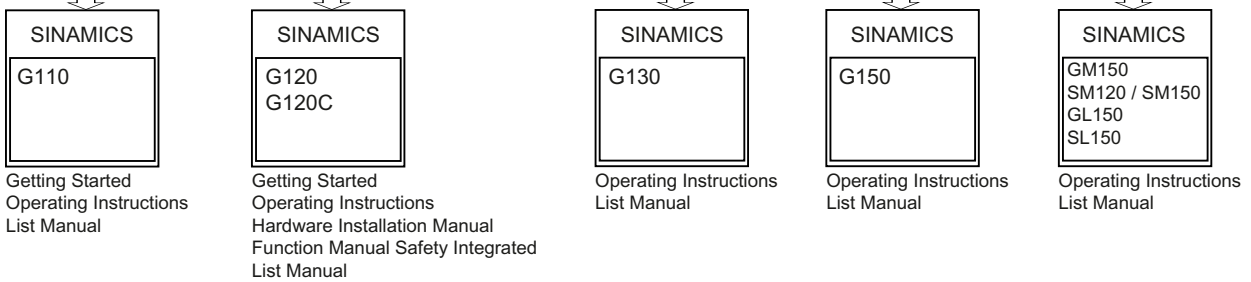 SINAMICS
G110
Getting Started
Operating Instructions
List Manual
SINAMICS
G120
G120C
Getting Started
Operating Instructions
Hardware Installation Manual
Function Manual Safety Integrated
List Manual
SINAMICS
G130
Operating Instructions
List Manual
SINAMICS
G150
Operating Instructions
List Manual
SINAMICS
GM150
SM120 / SM150
GL150
SL150
Operating Instructions
List Manual